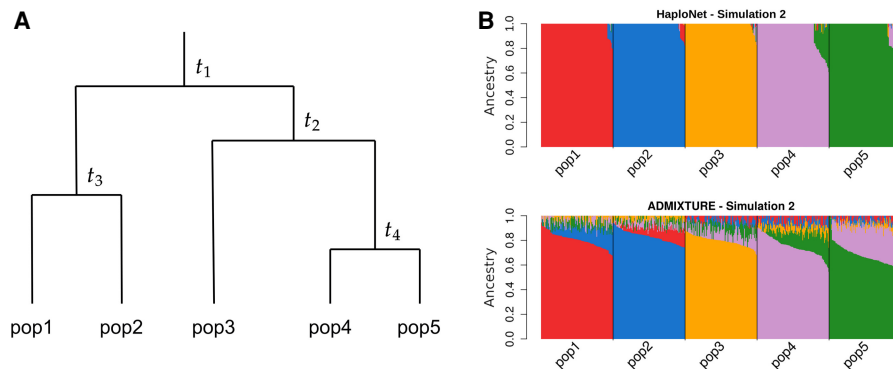 A
t1
t2
t3
t4
pop1 pop2 pop3 pop4 pop5
B
HaploNet - Simulation 2
Ancestry
1.0
0.8
0.6
0.4
0.2
0.0
pop1 pop2 pop3 pop4 pop5
ADMIXTURE - Simulation 2
Ancestry
1.0
0.8
0.6
0.4
0.2
0.0
pop1 pop2 pop3 pop4 pop5